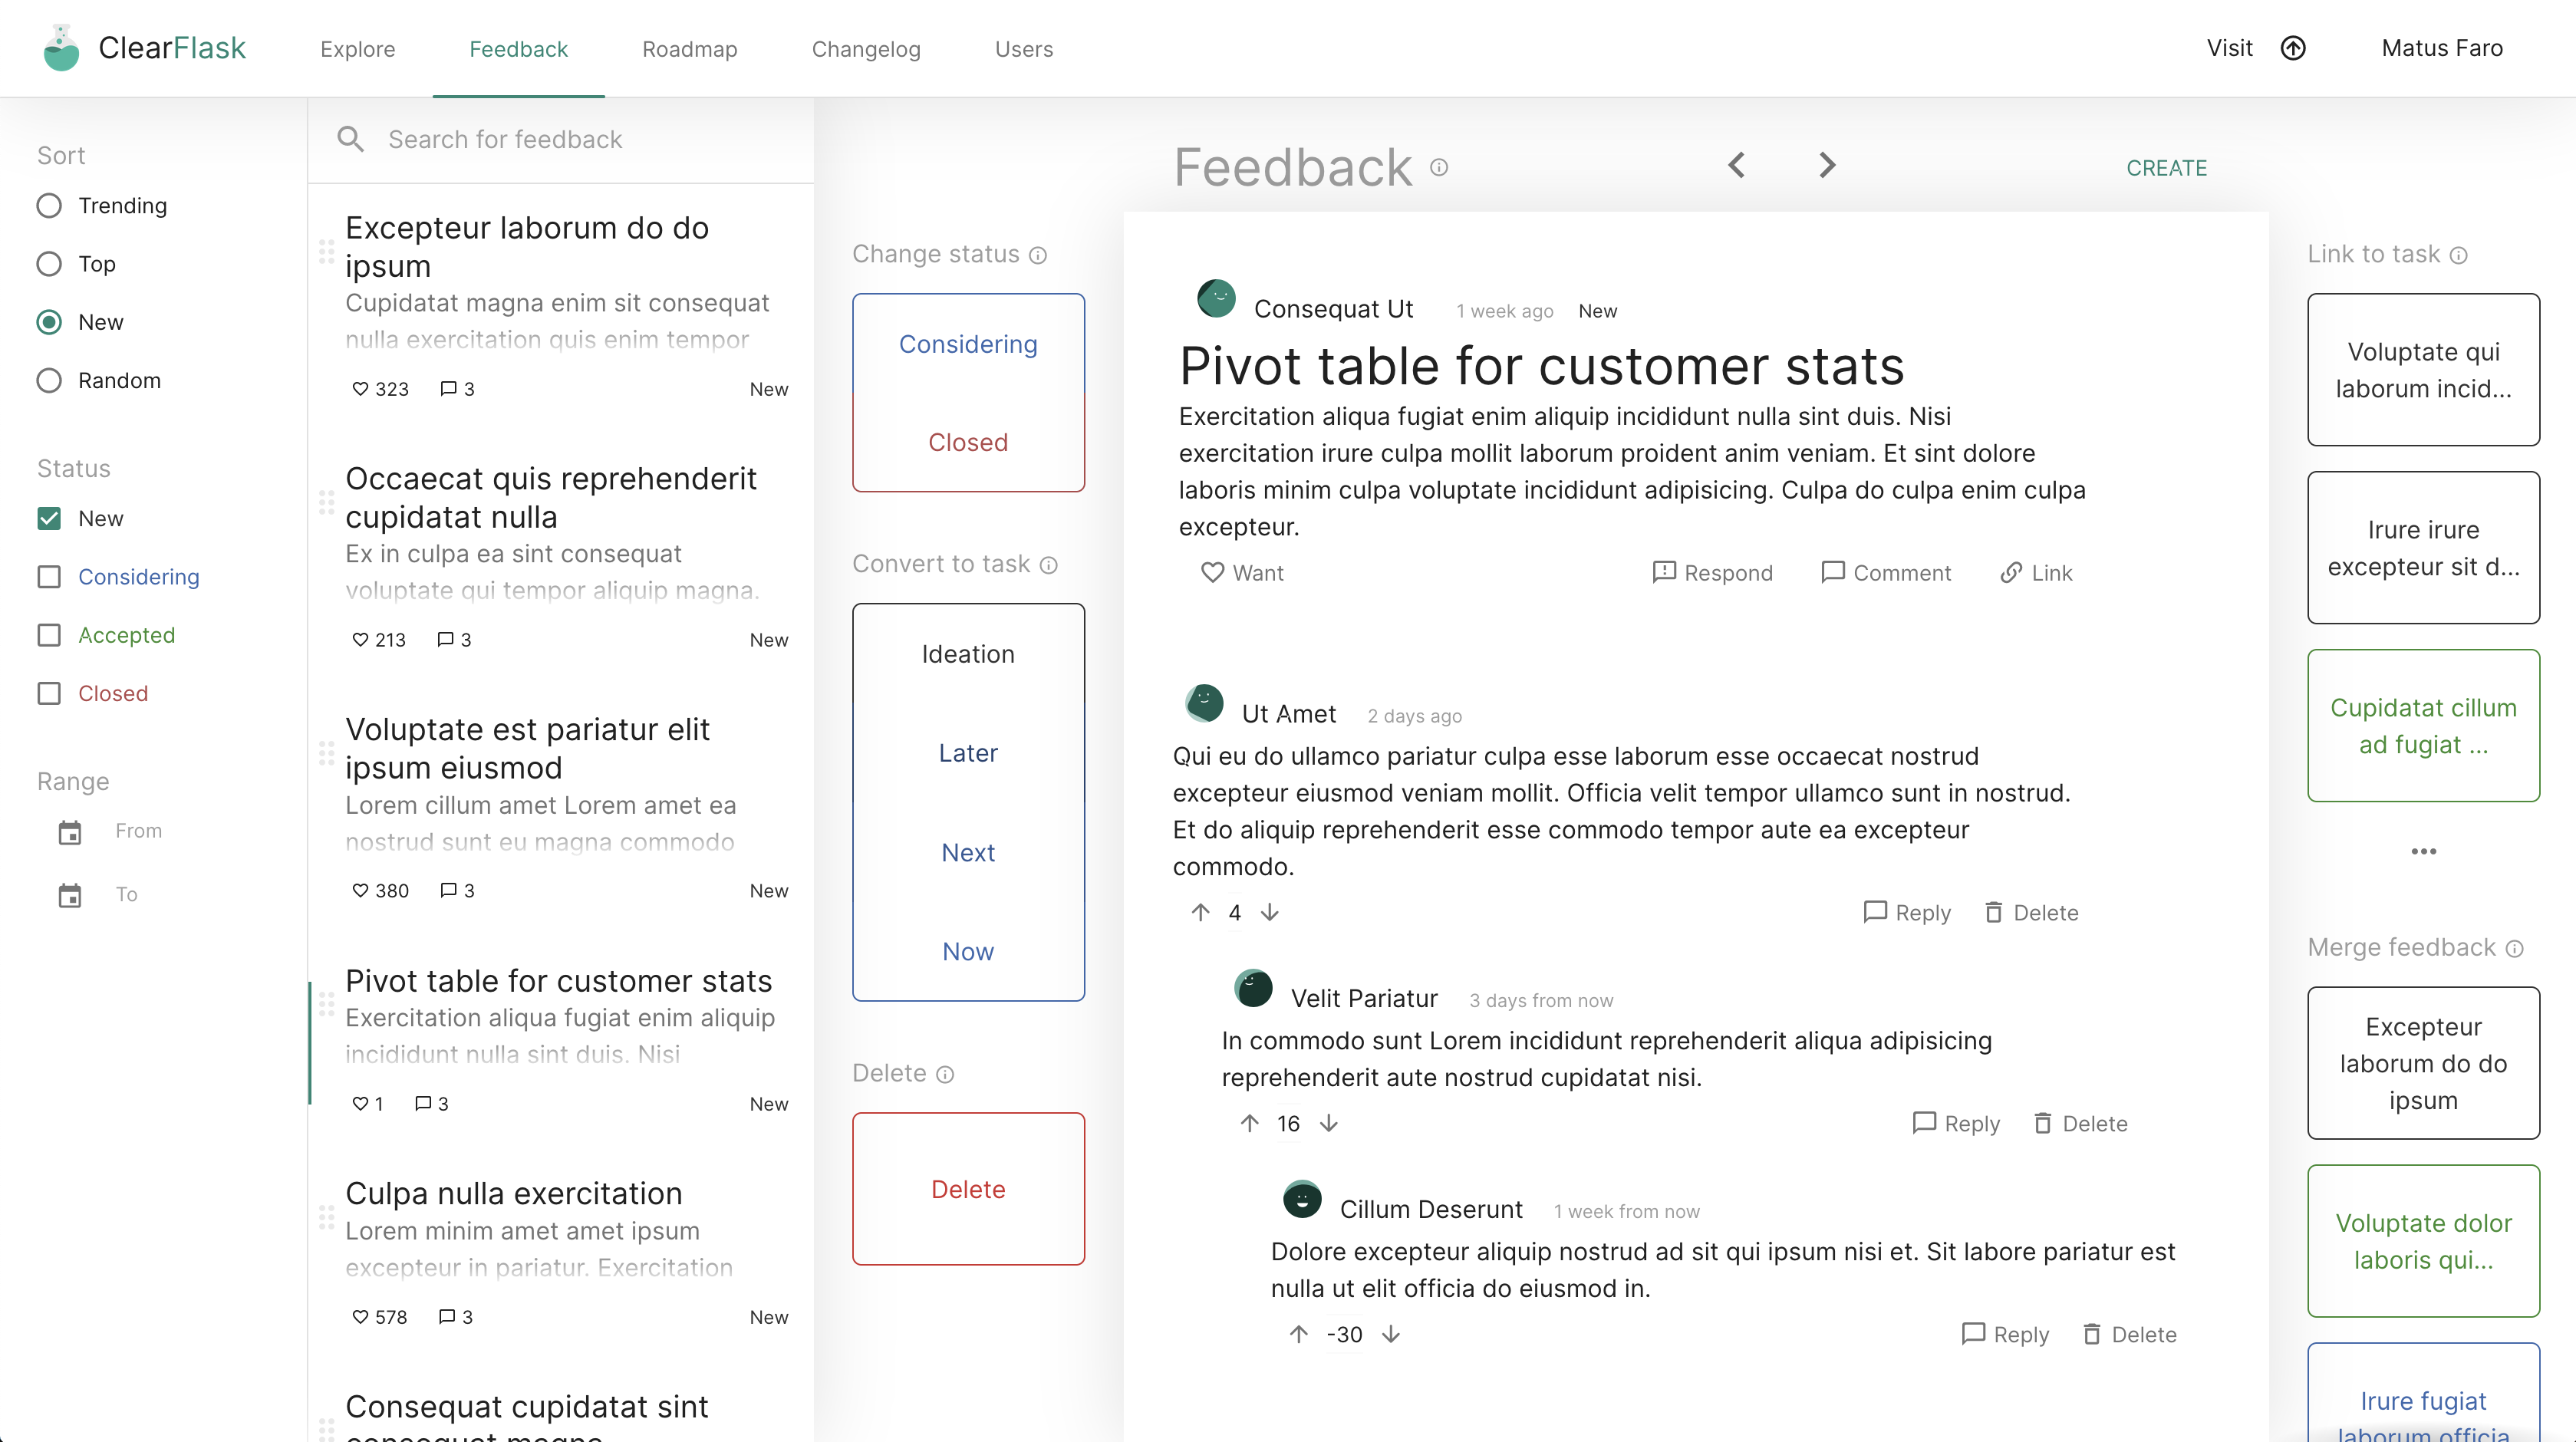 ClearFlask
Explore
Feedback
Roadmap
Changelog
Users
Visit
Matus Faro
Sort
Trending
Top
New
Random
Status
New
Considering
Accepted
Closed
Range
From
To
Search for feedback
Excepteur laborum do do
ipsum
Cupidatat magna enim sit consequat
nulla exercitation quis enim tempor
323
3
New
Occaecat quis reprehenderit
cupidatat nulla
Ex in culpa ea sint consequat
voluptate qui tempor aliquip magna.
213
3
New
Voluptate est pariatur elit
ipsum eiusmod
Lorem cillum amet Lorem amet ea
nostrud sunt eu magna commodo
380
3
New
Pivot table for customer stats
Exercitation aliqua fugiat enim aliquip
incididunt nulla sint duis. Nisi
1
3
New
Culpa nulla exercitation
Lorem minim amet amet ipsum
excepteur in pariatur. Exercitation
578
3
New
Consequat cupidatat sint
consequat magna
Change status
Considering
Closed
Convert to task
Ideation
Later
Next
Now
Delete
Delete
Feedback
CREATE
Consequat Ut
1 week ago
New
Pivot table for customer stats
Exercitation aliqua fugiat enim aliquip incididunt nulla sint duis. Nisi
exercitation irure culpa mollit laborum proident anim veniam. Et sint dolore
laboris minim culpa voluptate incididunt adipisicing. Culpa do culpa enim culpa
excepteur.
Want
Respond
Comment
Link
Ut Amet
2 days ago
Qui eu do ullamco pariatur culpa esse laborum esse occaecat nostrud
excepteur eiusmod veniam mollit. Officia velit tempor ullamco sunt in nostrud.
Et do aliquip reprehenderit esse commodo tempor aute ea excepteur
commodo.
4
Reply
Delete
Velit Pariatur
3 days from now
In commodo sunt Lorem incididunt reprehenderit aliqua adipisicing
reprehenderit aute nostrud cupidatat nisi.
16
Reply
Delete
Cillum Deserunt
1 week from now
Dolore excepteur aliquip nostrud ad sit qui ipsum nisi et. Sit labore pariatur est
nulla ut elit officia do eiusmod in.
-30
Reply
Delete
Link to task
Voluptate qui
laborum incid...
Irure irure
excepteur sit d...
Cupidatat cillum
ad fugiat ...
Merge feedback
Excepteur
laborum do do
ipsum
Voluptate dolor
laboris qui...
Irure fugiat
laborum officia